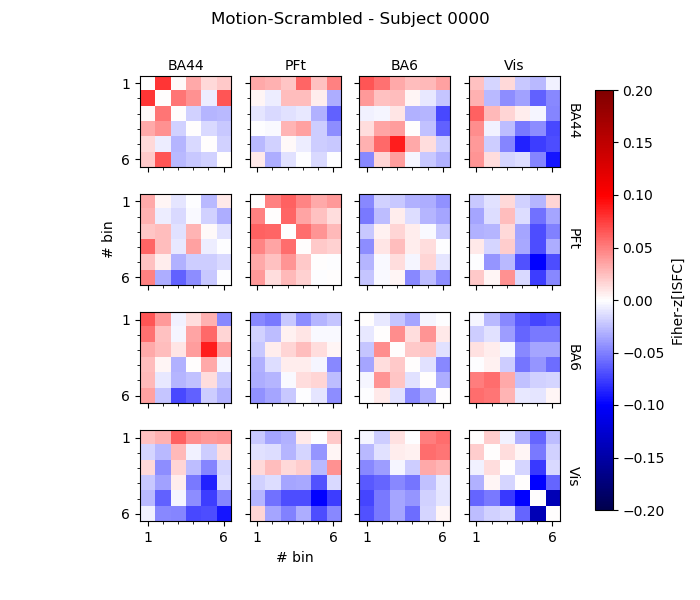 Motion-Scrambled - Subject 0000
BA44 PFt BA6 Vis
1
6
BA44
1
6
PFt
1
6
BA6
1
6
Vis
1 6 1 6 1 6 1 6
# bin
# bin
0.20
0.15
0.10
0.05
0.00
−0.05
−0.10
−0.15
−0.20
Fiher-z[ISFC]